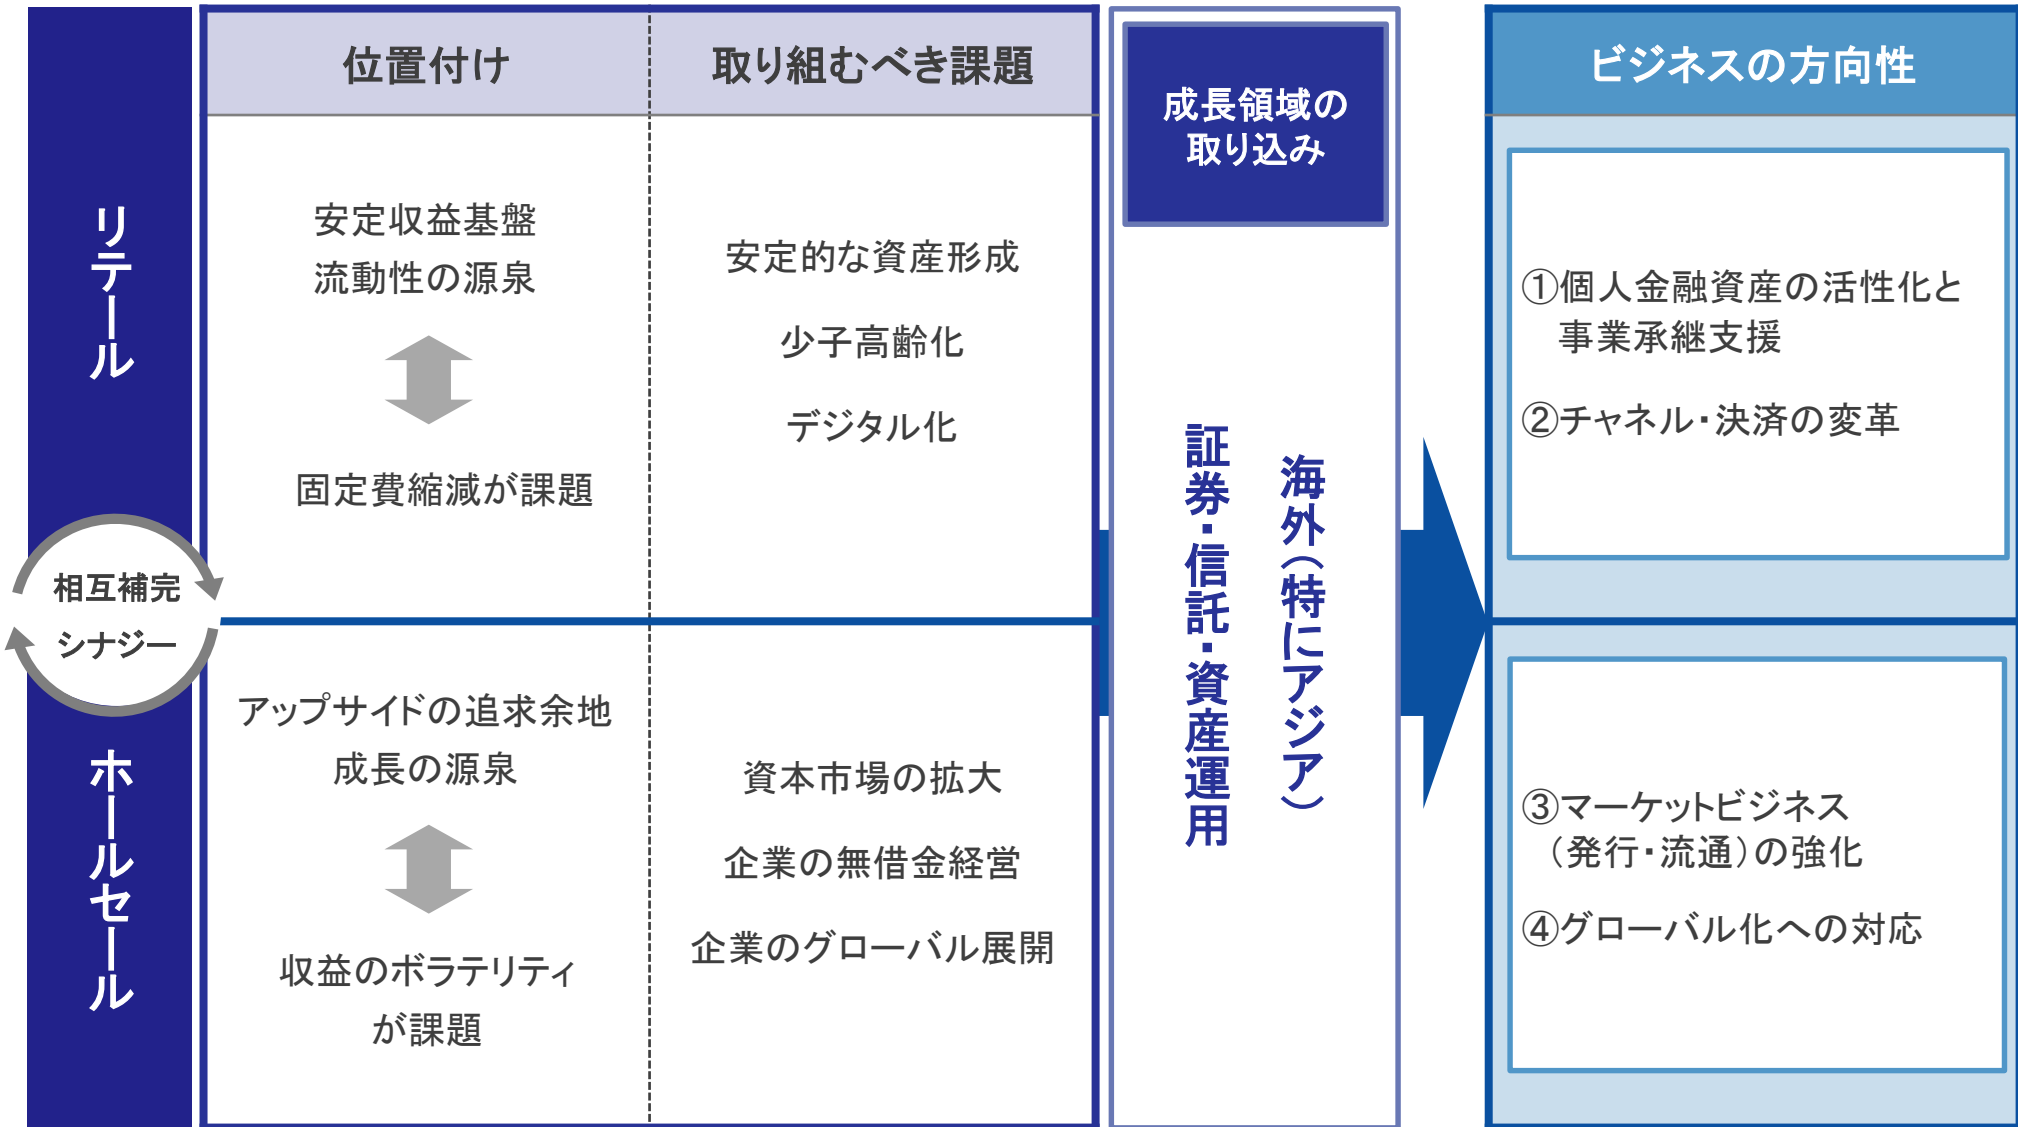 位置付け
取り組むべき課題
成長領域の
取り込み
ビジネスの方向性
リテール
安定収益基盤
流動性の源泉
固定費縮減が課題
安定的な資産形成
少子高齢化
デジタル化
相互補完
シナジー
ホールセール
アップサイドの追求余地
成長の源泉
収益のボラテリティ
が課題
資本市場の拡大
企業の無借金経営
企業のグローバル展開
海外（特にアジア）
証券・信託・資産運用
①個人金融資産の活性化と
事業承継支援
②チャネル・決済の変革
③マーケットビジネス
（発行・流通）の強化
④グローバル化への対応